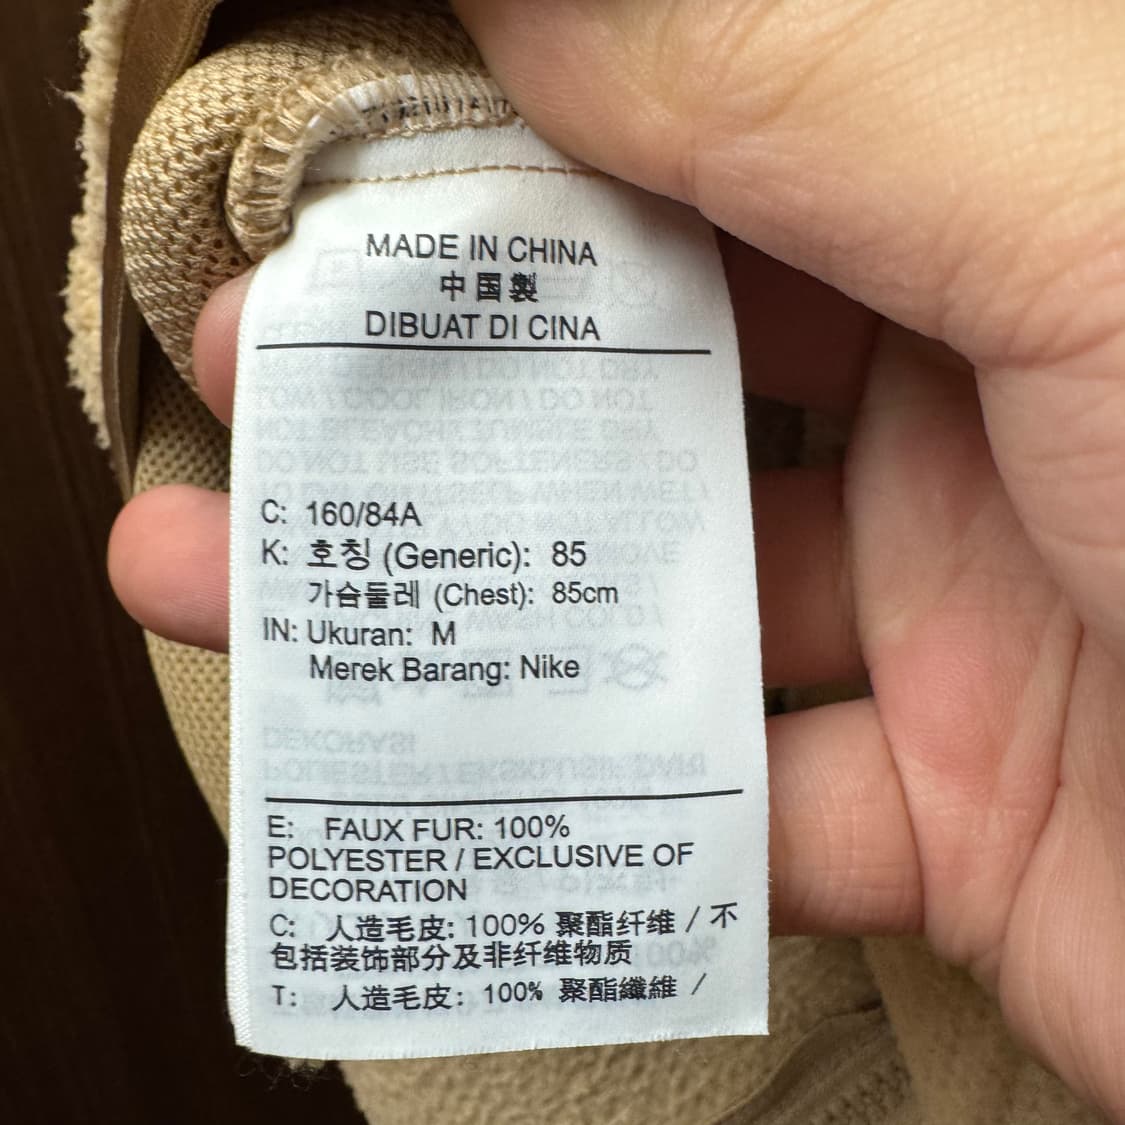 MADE IN CHINA
中国製
DIBUAT DI CINA
C: 160/84A
K: 호칭 (Generic): 85
가슴둘레 (Chest): 85cm
IN: Ukuran: M
Merek Barang: Nike
E: FAUX FUR: 100%
POLYESTER / EXCLUSIVE OF
DECORATION
C: 人造毛皮: 100% 聚酯纤维 / 不
包括装饰部分及非纤维物质
T: 人造毛皮: 100% 聚酯纖維 /